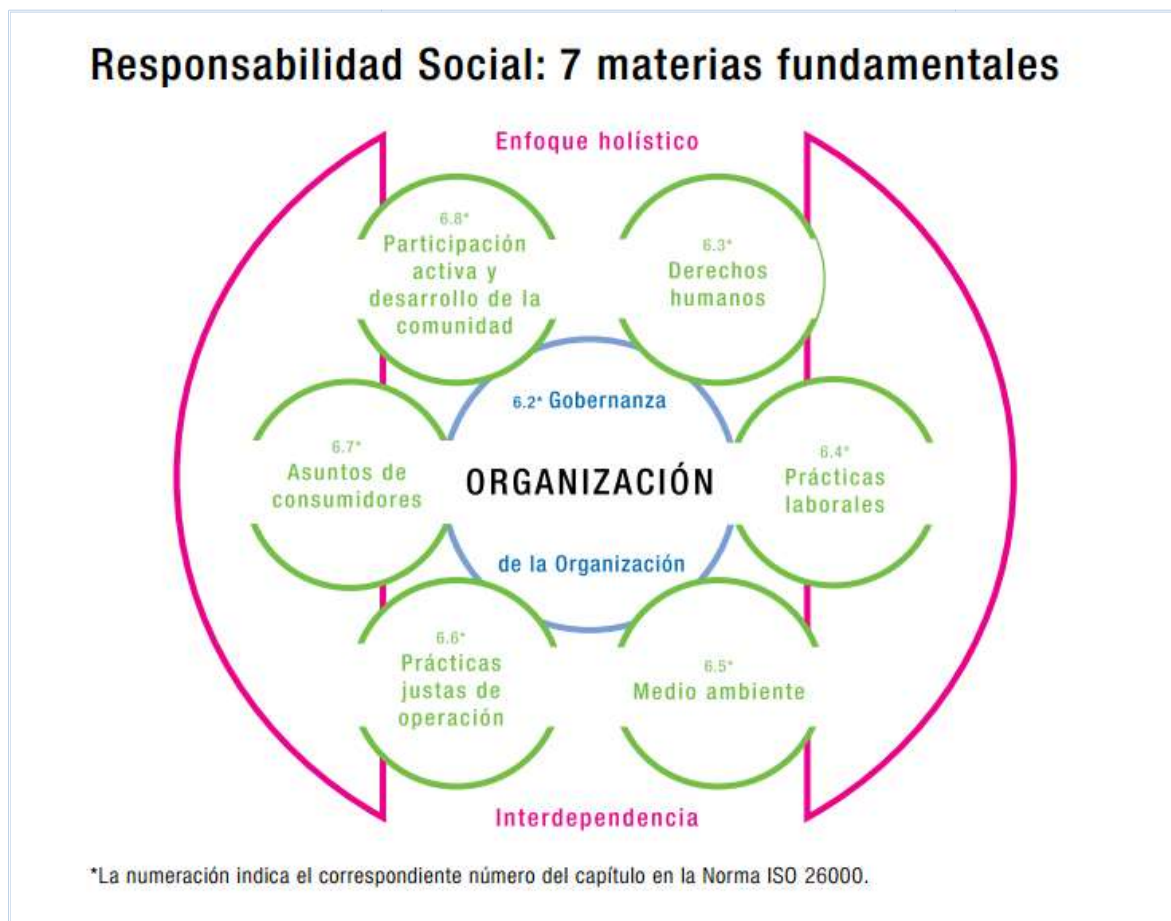 Responsabilidad Social: 7 materias fundamentales
Enfoque holístico
6.8*
Participación
activa y
desarrollo de la
comunidad
6.3*
Derechos
humanos
6.2* Gobernanza
6.7*
Asuntos de
consumidores
ORGANIZACIÓN
6.4*
Prácticas
laborales
de la Organización
6.6*
Prácticas
justas de
operación
6.5*
Medio ambiente
Interdependencia
*La numeración indica el correspondiente número del capítulo en la Norma ISO 26000.